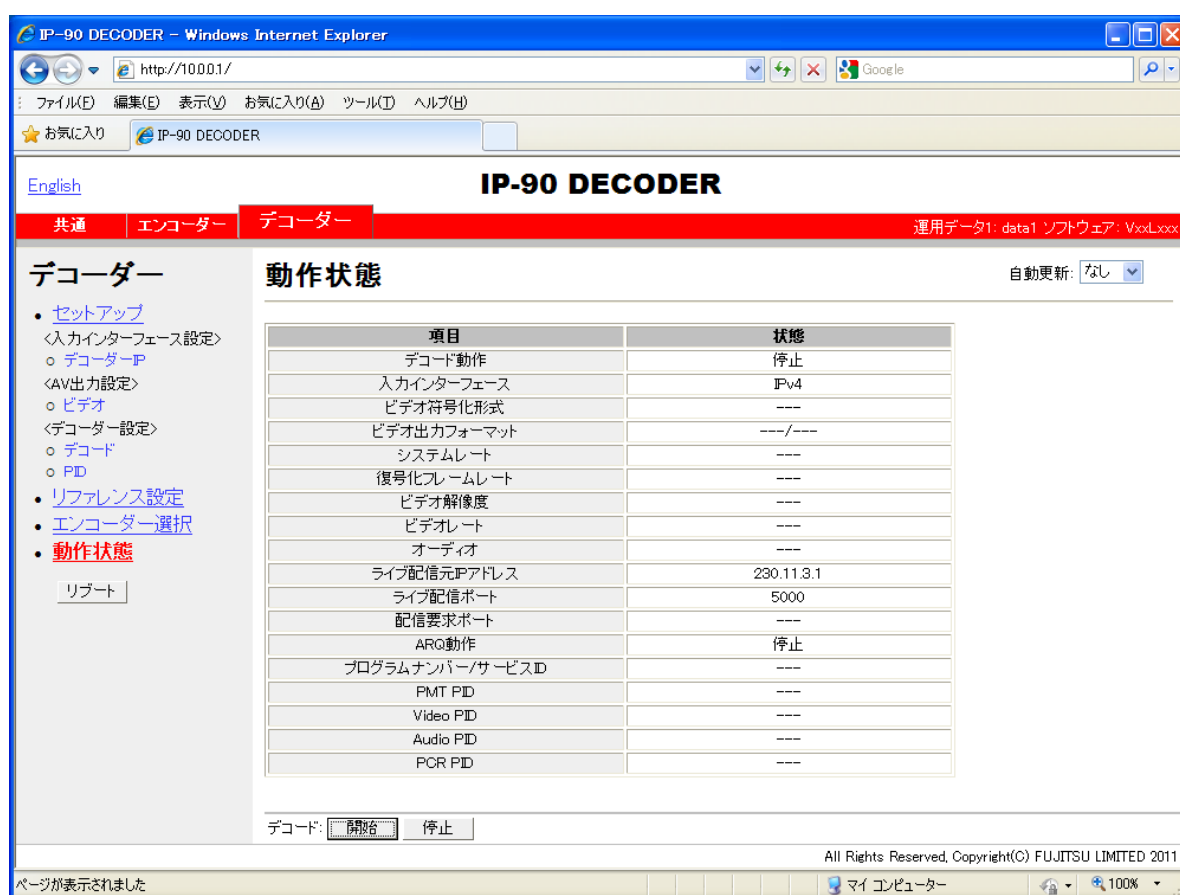 IP-90 DECODER - Windows Internet Explorer
http://10.0.0.1/
Google
ファイル(F) 編集(E) 表示(V) お気に入り(A) ツール(T) ヘルプ(H)
お気に入り IP-90 DECODER
English
IP-90 DECODER
共通 エンコーダー デコーダー
運用データ1: data1 ソフトウェア: VxxLxxx
デコーダー
セットアップ
<入力インターフェース設定>
デコーダーIP
<AV出力設定>
ビデオ
<デコーダー設定>
デコード
PID
リファレンス設定
エンコーダー選択
動作状態
リブート
動作状態
自動更新: なし
項目 状態
デコード動作 停止
入力インターフェース IPv4
ビデオ符号化形式 ---
ビデオ出力フォーマット ---/---
システムレート ---
復号化フレームレート ---
ビデオ解像度 ---
ビデオレート ---
オーディオ ---
ライブ配信元IPアドレス 230.11.3.1
ライブ配信ポート 5000
配信要求ポート ---
ARQ動作 停止
プログラムナンバー/サービスID ---
PMT PID ---
Video PID ---
Audio PID ---
PCR PID ---
デコード: 開始 停止
All Rights Reserved, Copyright(C) FUJITSU LIMITED 2011
ページが表示されました マイ コンピューター 100%